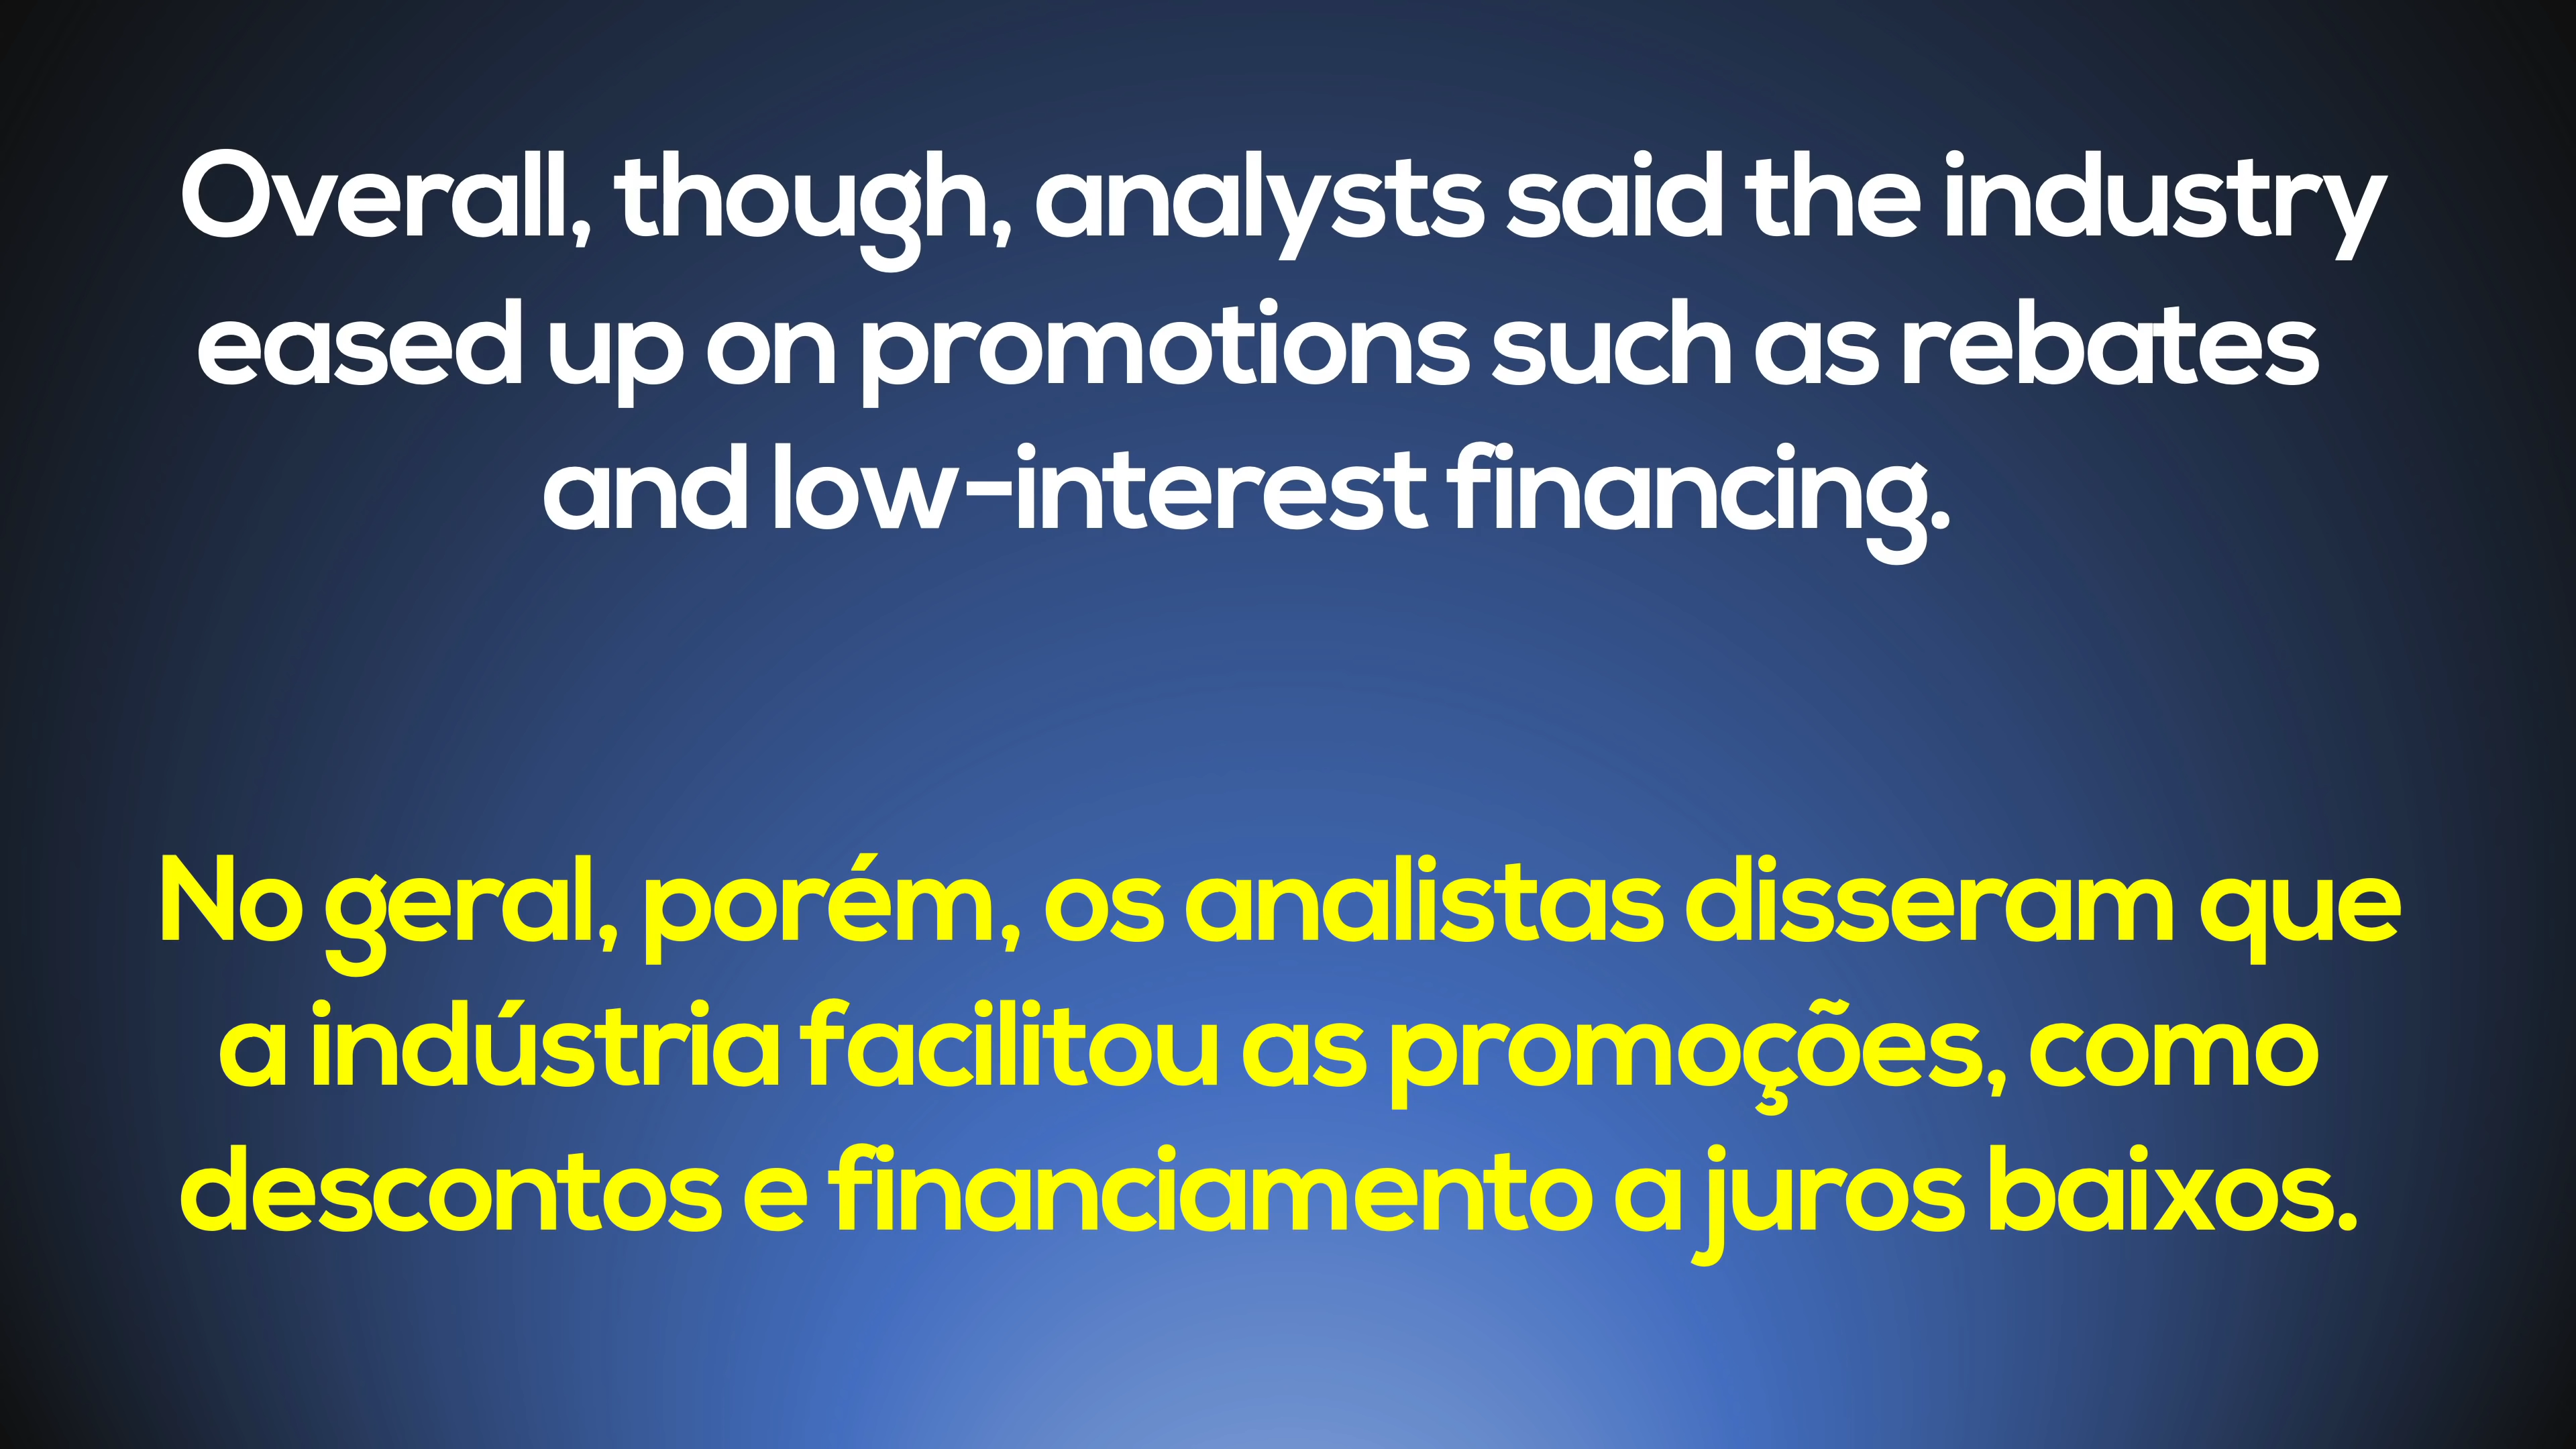 Overall, though, analysts said the industry
eased up on promotions such as rebates
and low-interest financing.
No geral, porém, os analistas disseram que
a indústria facilitou as promoções, como
descontos e financiamento a juros baixos.